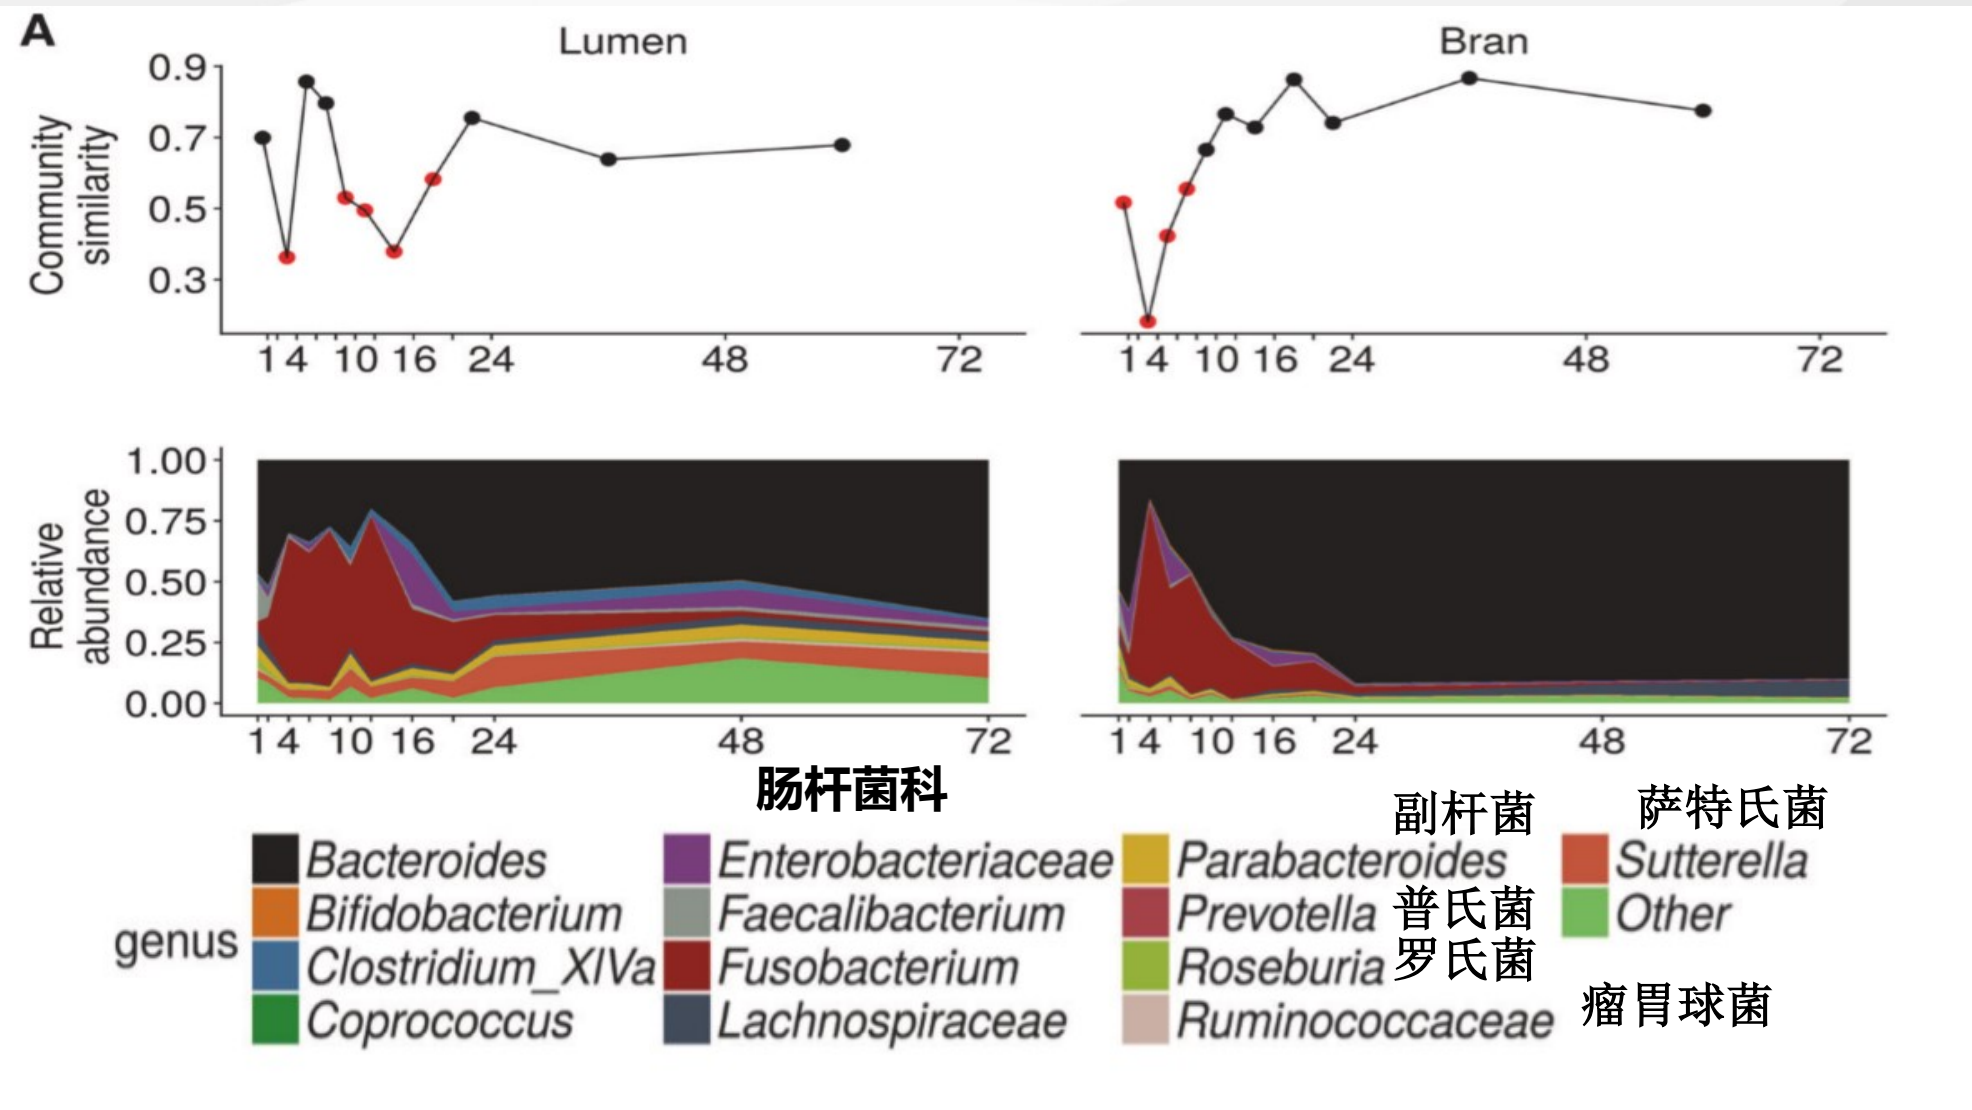 A
Lumen
Bran
Community
similarity
0.9
0.7
0.5
0.3
1 4 10 16 24 48 72
1 4 10 16 24 48 72
Relative
abundance
1.00
0.75
0.50
0.25
0.00
1 4 10 16 24 48 72
1 4 10 16 24 48 72
肠杆菌科
副杆菌
萨特氏菌
genus
Bacteroides
Bifidobacterium
Clostridium_XIVa
Coprococcus
Enterobacteriaceae
Faecalibacterium
Fusobacterium
Lachnospiraceae
Parabacteroides
Prevotella 普氏菌
Roseburia 罗氏菌
Ruminococcaceae 瘤胃球菌
Sutterella
Other